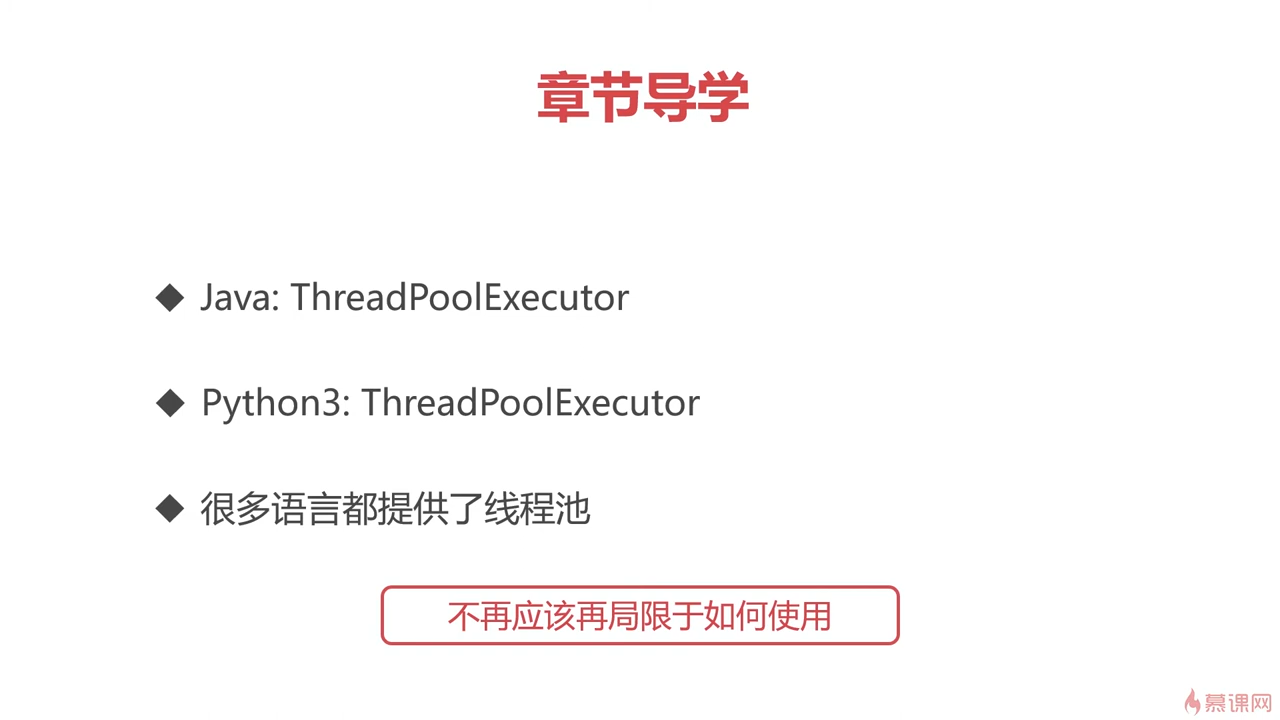 章节导学
◆ Java: ThreadPoolExecutor
◆ Python3: ThreadPoolExecutor
◆ 很多语言都提供了线程池
不再应该再局限于如何使用
慕课网